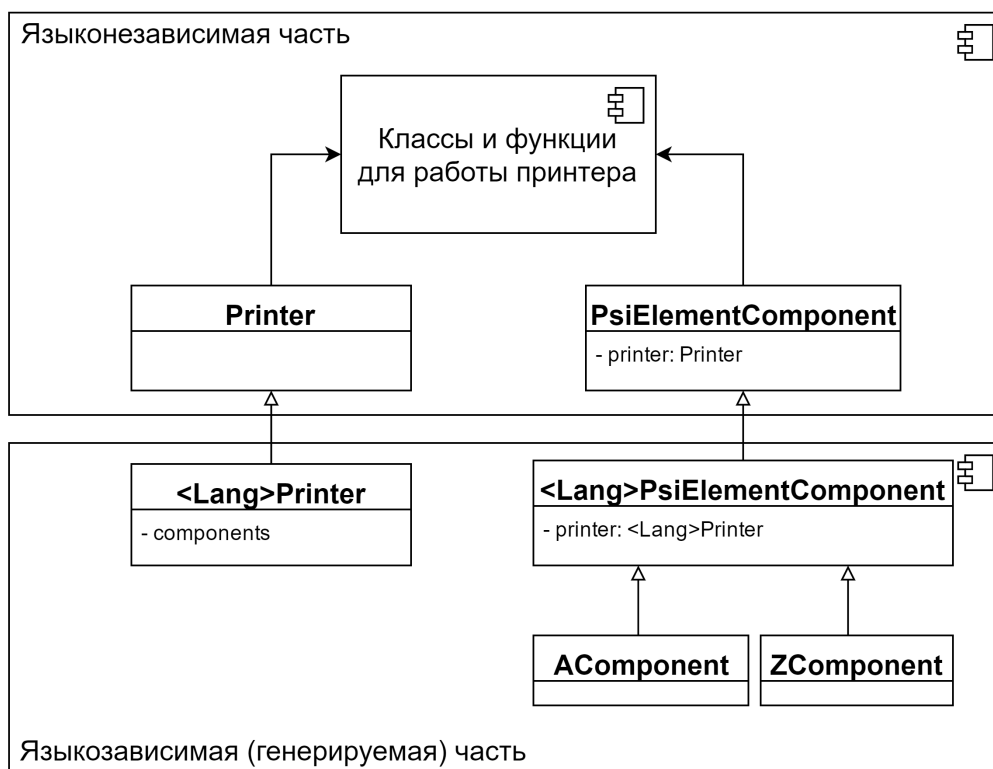 Языконезависимая часть
Классы и функции
для работы принтера
Printer
PsiElementComponent
- printer: Printer
<Lang>Printer
- components
<Lang>PsiElementComponent
- printer: <Lang>Printer
AComponent
ZComponent
Языкозависимая (генерируемая) часть